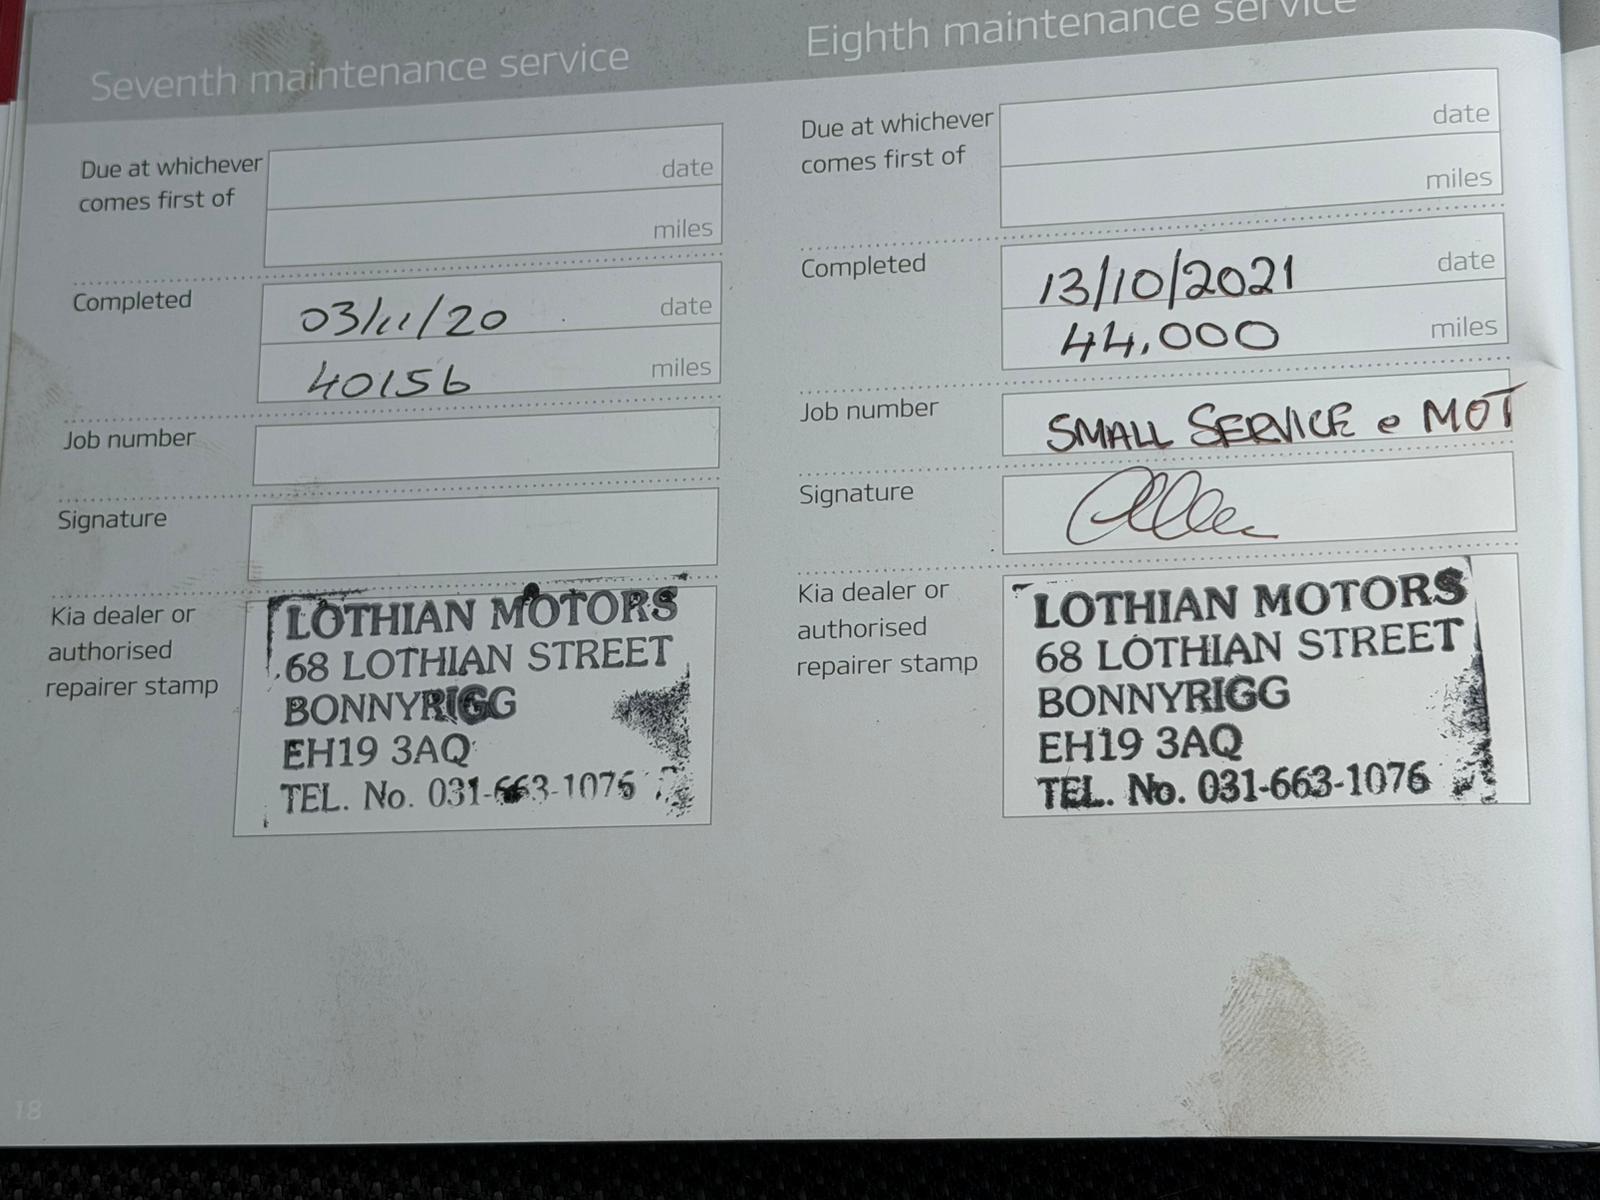 Seventh maintenance service
Due at whichever
comes first of
date
miles
Completed
03/11/20
date
40156
miles
Job number
Signature
Kia dealer or
authorised
repairer stamp
LOTHIAN MOTORS
68 LOTHIAN STREET
BONNYRIGG
EH19 3AQ
TEL. No. 031-663-1076
Eighth maintenance service
Due at whichever
comes first of
date
miles
Completed
13/10/2021
date
44,000
miles
Job number
SMALL SERVICE e MOT
Signature
Kia dealer or
authorised
repairer stamp
LOTHIAN MOTORS
68 LOTHIAN STREET
BONNYRIGG
EH19 3AQ
TEL. No. 031-663-1076
18